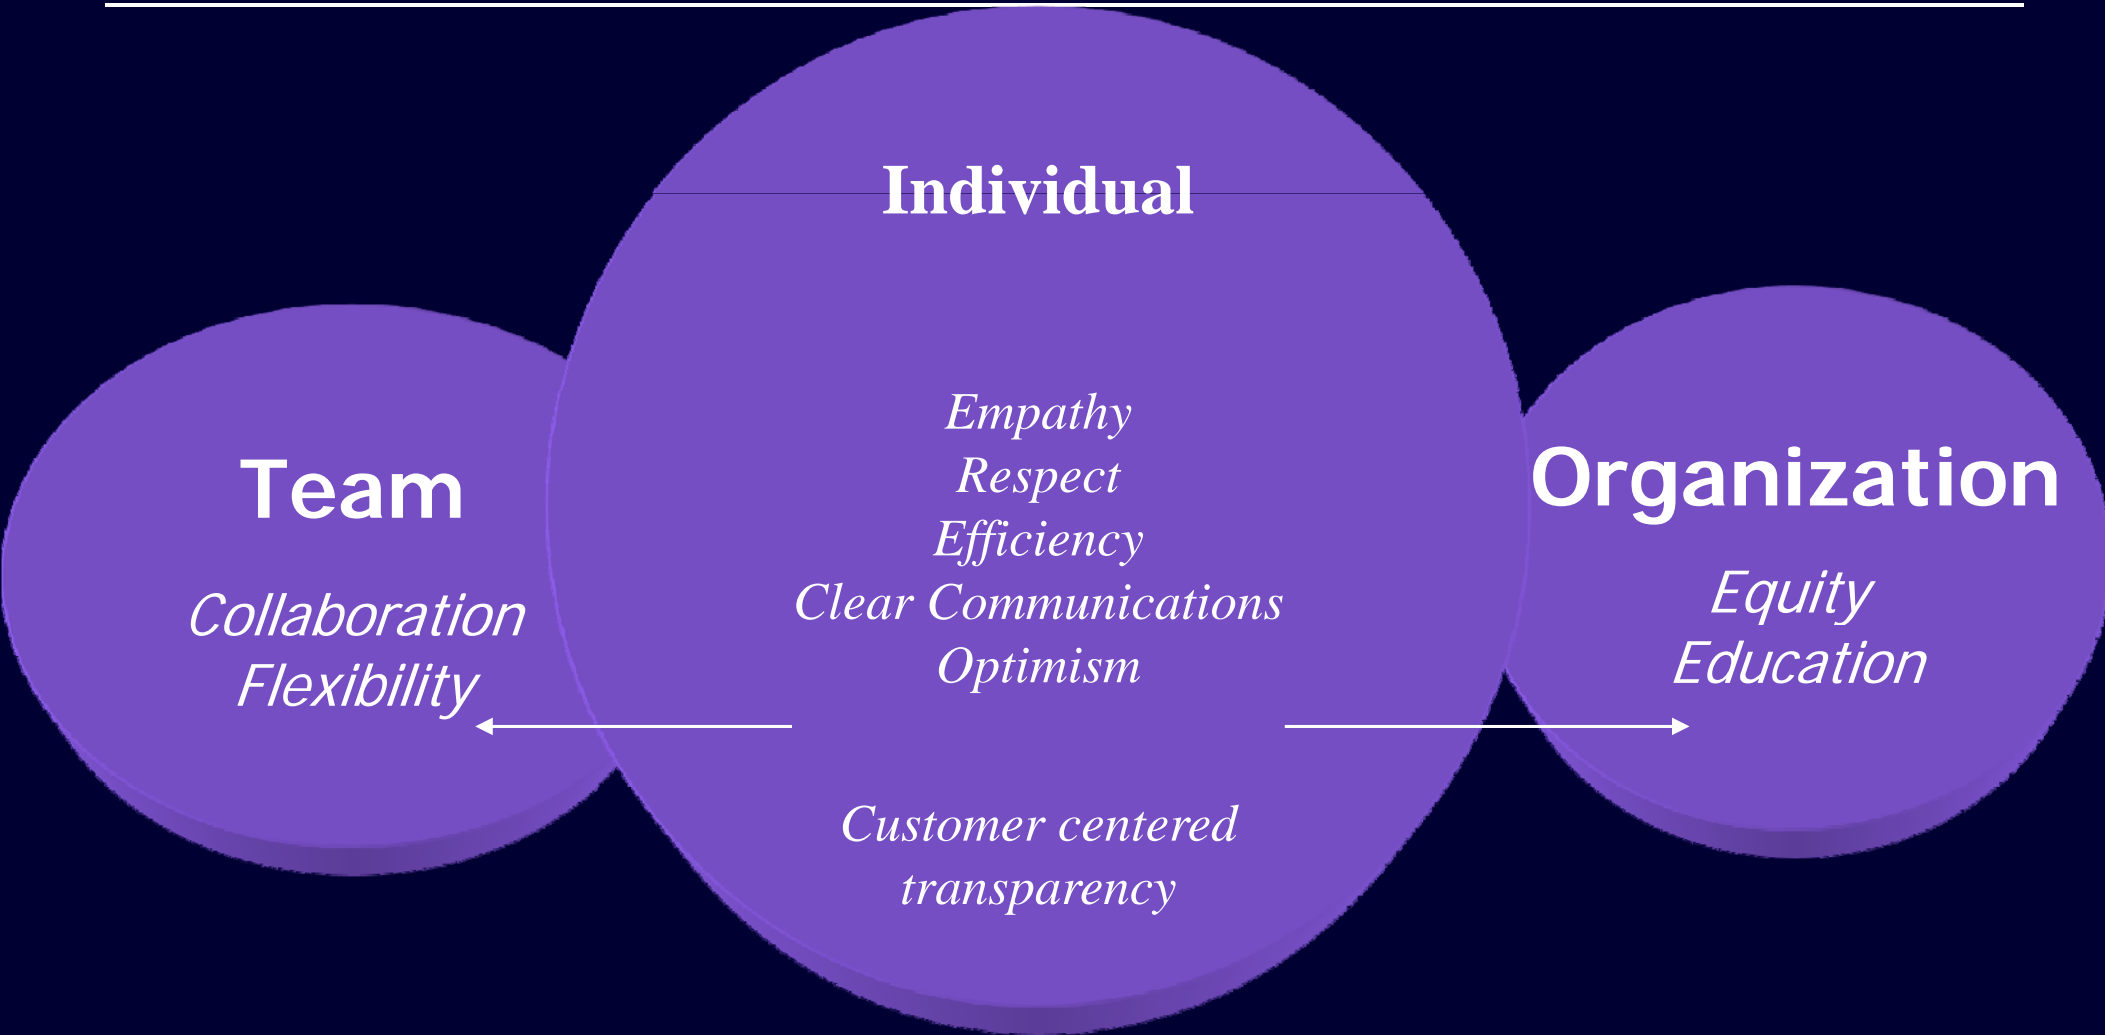 Individual
Empathy
Respect
Efficiency
Clear Communications
Optimism
Customer centered
transparency
Team
Collaboration
Flexibility
Organization
Equity
Education